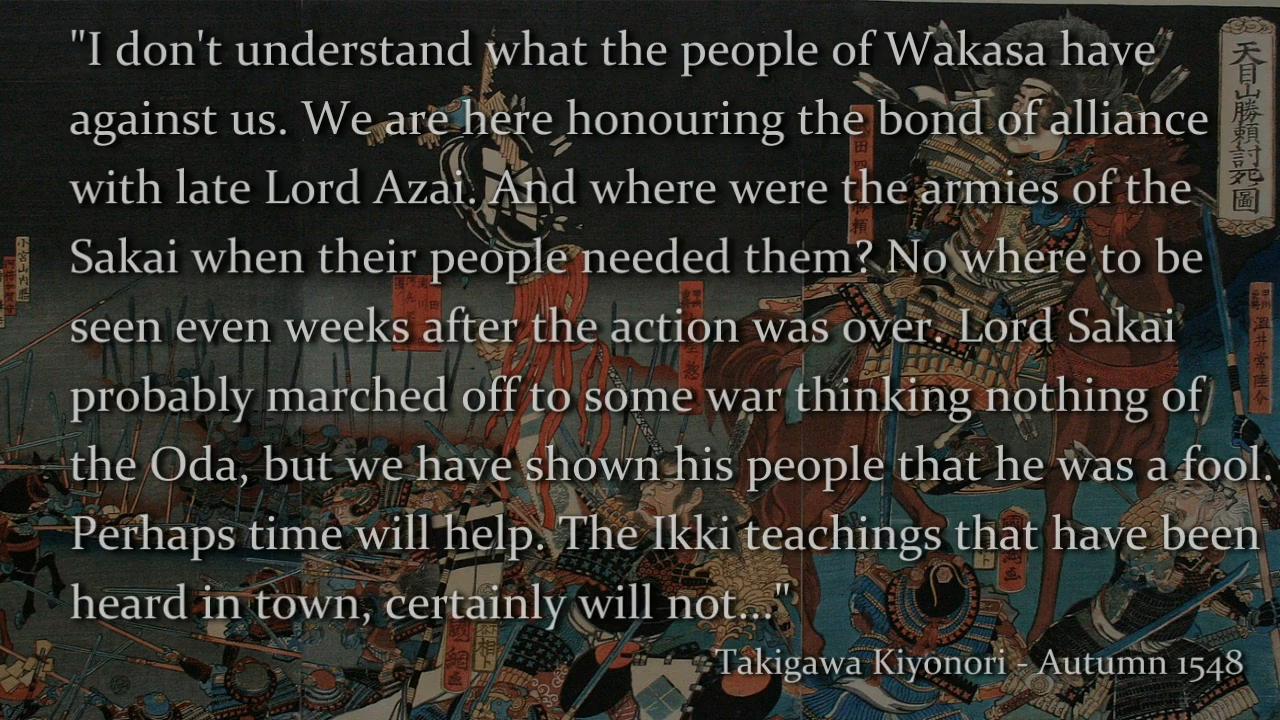 "I don't understand what the people of Wakasa have
against us. We are here honouring the bond of alliance
with late Lord Azai. And where were the armies of the
Sakai when their people needed them? No where to be
seen even weeks after the action was over. Lord Sakai
probably marched off to some war thinking nothing of
the Oda, but we have shown his people that he was a fool.
Perhaps time will help. The Ikki teachings that have been
heard in town, certainly will not..."
Takigawa Kiyonori - Autumn 1548
天目山勝頼討死圖